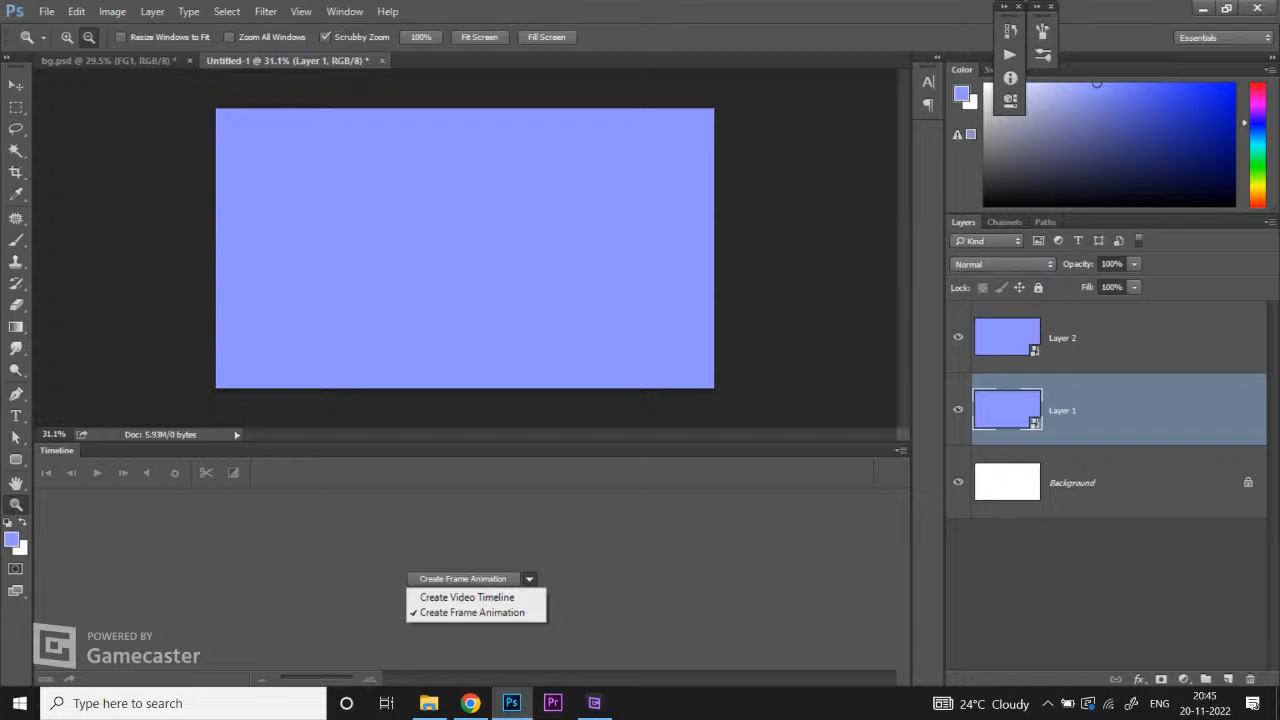 Ps File Edit Image Layer Type Select Filter View Window Help
Resize Windows to Fit Zoom All Windows Scrubby Zoom 100% Fit Screen Fill Screen Essentials
bg.psd @ 29.5% (FG1, RGB/8) * × Untitled-1 @ 31.1% (Layer 1, RGB/8) * ×
Color
Layers Channels Paths
Kind
Normal Opacity: 100%
Lock: Fill: 100%
Layer 2
Layer 1
Background
31.1% Doc: 5.93M/0 bytes
Timeline
Create Frame Animation
Create Video Timeline
✓ Create Frame Animation
POWERED BY
Gamecaster
Type here to search
Ps Pr
24°C Cloudy ENG 20:45
20-11-2022